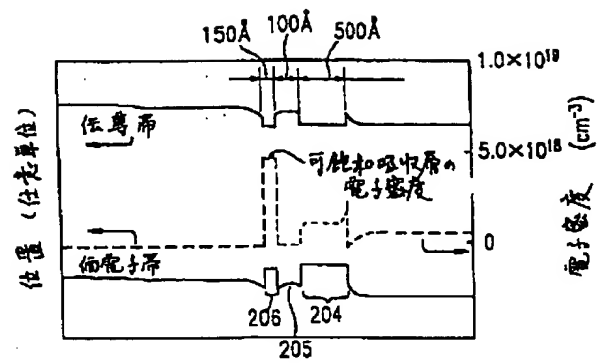 150Å 100Å 500Å
1.0×10¹⁹
伝導帯
5.0×10¹⁸
可飽和吸収層の
電子密度
0
価電子帯
206
204
205
位置 (任意単位)
電子密度 (cm⁻³)